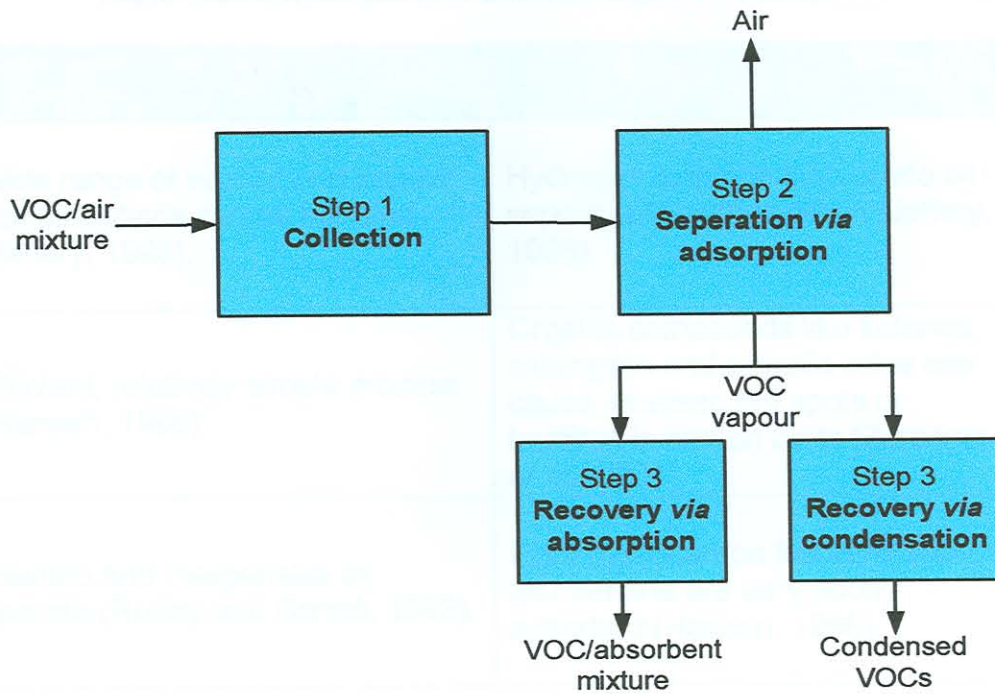 Air
VOC/air
mixture
Step 1
Collection
Step 2
Seperation via
adsorption
VOC
vapour
Step 3
Recovery via
absorption
Step 3
Recovery via
condensation
VOC/absorbent
mixture
Condensed
VOCs